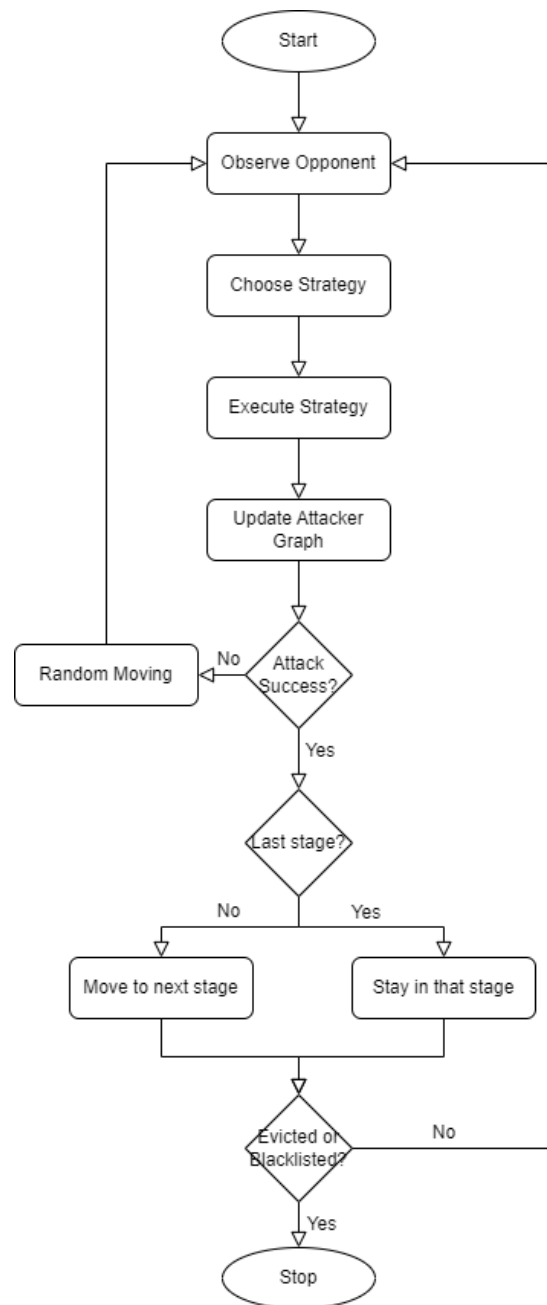 Start
Observe Opponent
Choose Strategy
Execute Strategy
Update Attacker
Graph
Random Moving
No
Attack
Success?
Yes
Last stage?
No
Yes
Move to next stage
Stay in that stage
Evicted or
Blacklisted?
No
Yes
Stop